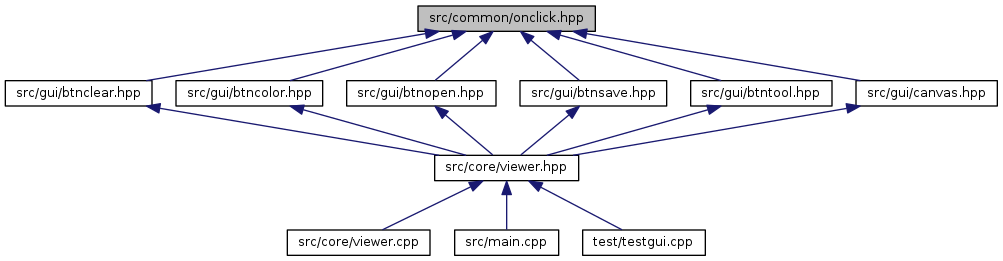 src/common/onclick.hpp
src/gui/btnclear.hpp
src/gui/btncolor.hpp
src/gui/btnopen.hpp
src/gui/btnsave.hpp
src/gui/btntool.hpp
src/gui/canvas.hpp
src/core/viewer.hpp
src/core/viewer.cpp
src/main.cpp
test/testgui.cpp